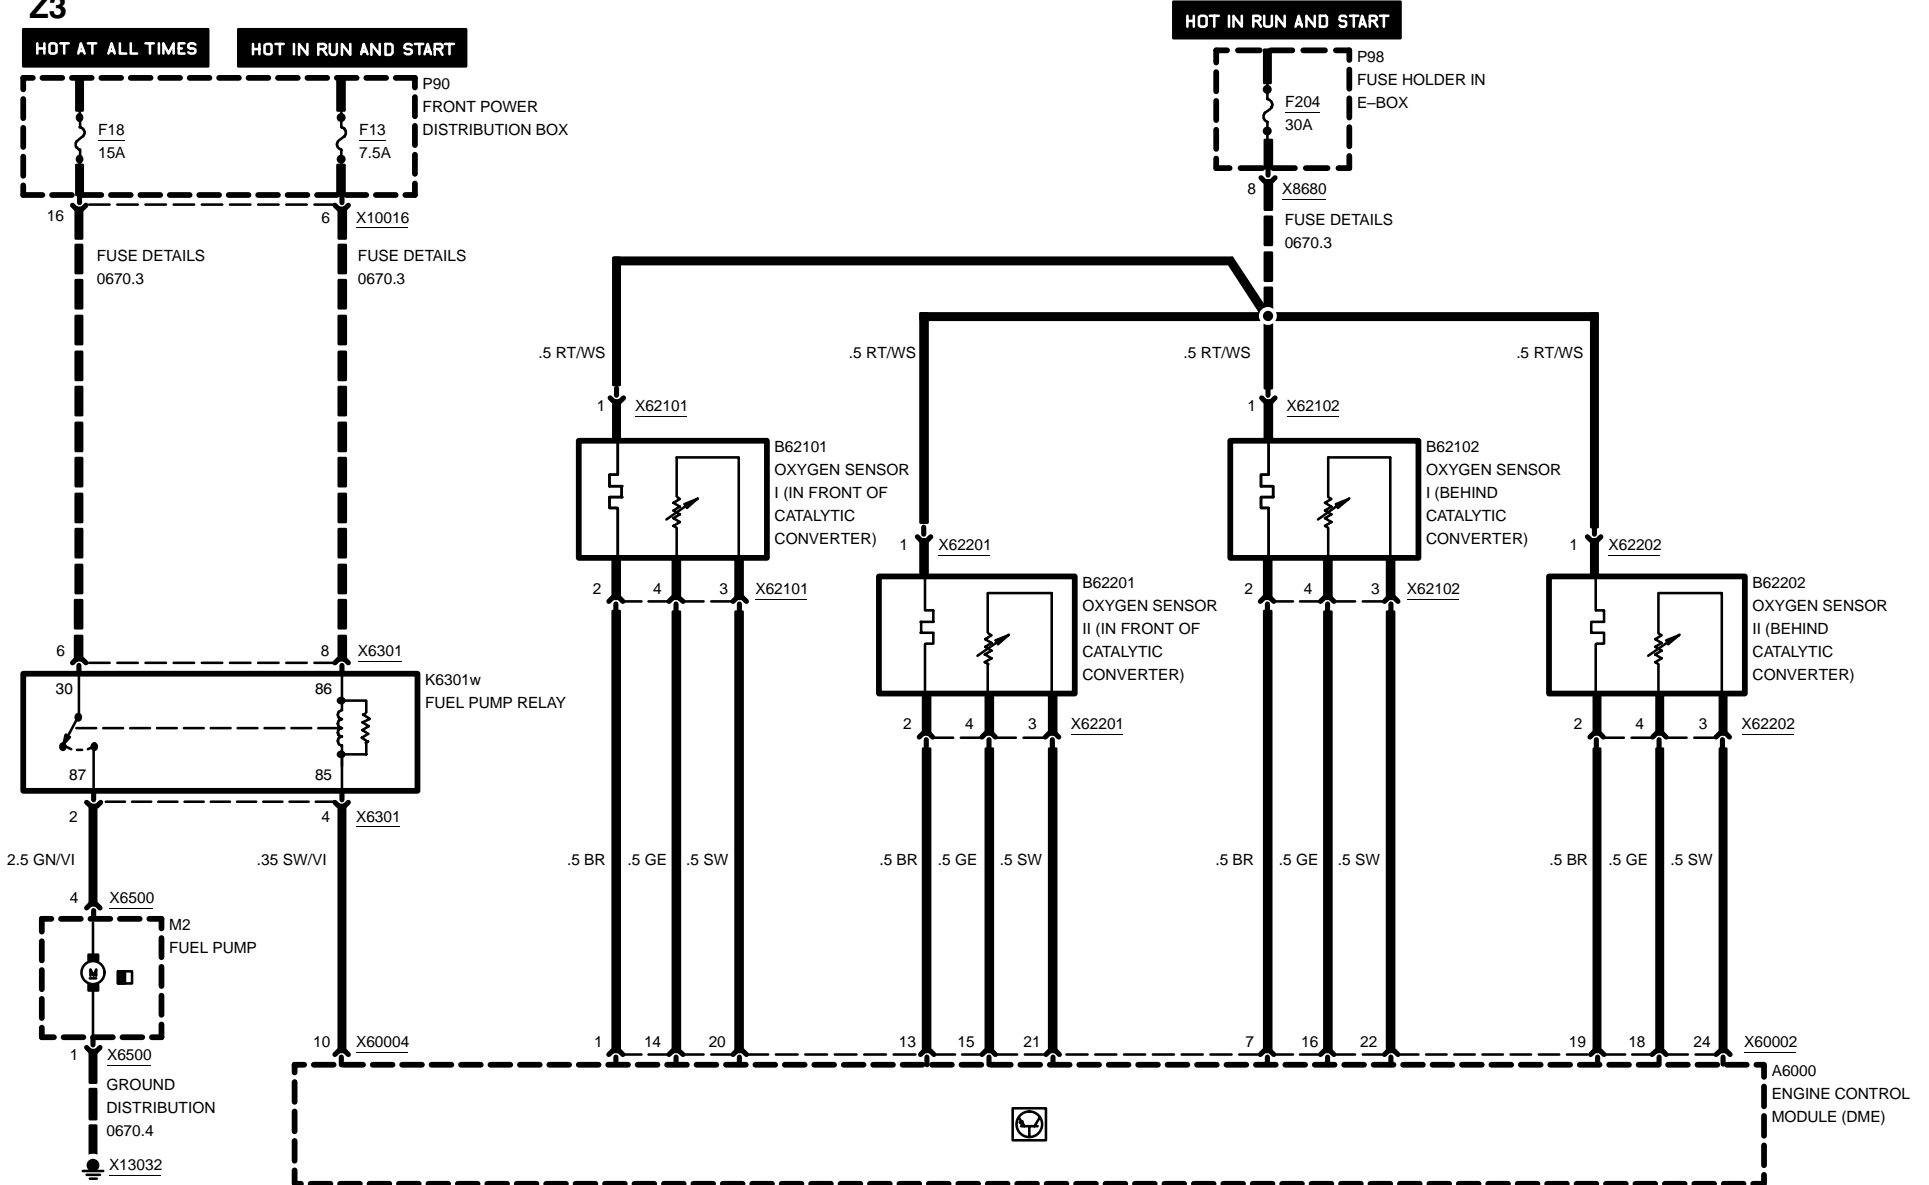 Z3
HOT AT ALL TIMES
HOT IN RUN AND START
HOT IN RUN AND START
P90
FRONT POWER
DISTRIBUTION BOX
F18
15A
F13
7.5A
P98
FUSE HOLDER IN
E–BOX
F204
30A
16
6
X10016
8
X8680
FUSE DETAILS
0670.3
FUSE DETAILS
0670.3
FUSE DETAILS
0670.3
.5 RT/WS
.5 RT/WS
.5 RT/WS
.5 RT/WS
1
X62101
1
X62102
B62101
OXYGEN SENSOR
I (IN FRONT OF
CATALYTIC
CONVERTER)
B62102
OXYGEN SENSOR
I (BEHIND
CATALYTIC
CONVERTER)
1
X62201
1
X62202
B62201
OXYGEN SENSOR
II (IN FRONT OF
CATALYTIC
CONVERTER)
B62202
OXYGEN SENSOR
II (BEHIND
CATALYTIC
CONVERTER)
2
4
3
X62101
2
4
3
X62102
6
8
X6301
30
86
K6301w
FUEL PUMP RELAY
87
85
2
4
3
X62201
2
4
3
X62202
2
4
X6301
2.5 GN/VI
.35 SW/VI
.5 BR
.5 GE
.5 SW
.5 BR
.5 GE
.5 SW
.5 BR
.5 GE
.5 SW
.5 BR
.5 GE
.5 SW
4
X6500
M2
FUEL PUMP
M
1
X6500
GROUND
DISTRIBUTION
0670.4
X13032
10
X60004
1
14
20
13
15
21
7
16
22
19
18
24
X60002
A6000
ENGINE CONTROL
MODULE (DME)